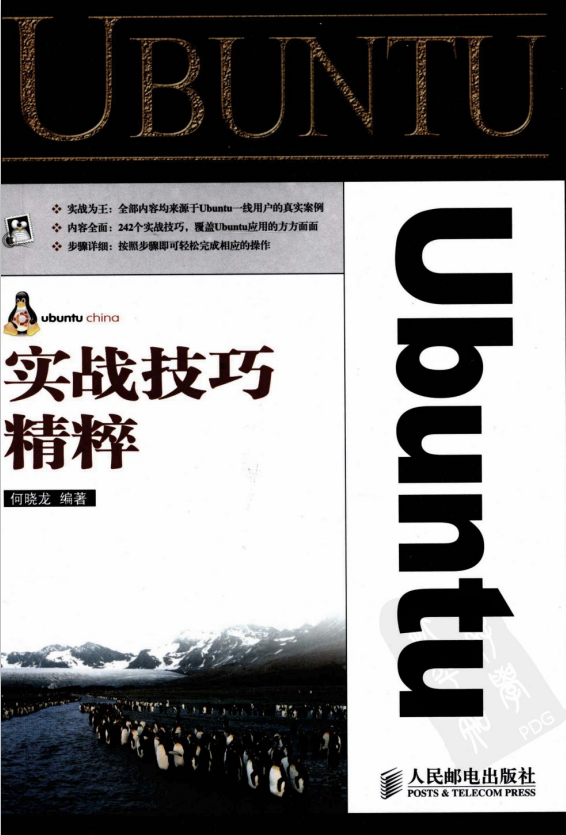 UBUNTU
❖ 实战为王：全部内容均来源于Ubuntu一线用户的真实案例
❖ 内容全面：242个实战技巧，覆盖Ubuntu应用的方方面面
❖ 步骤详细：按照步骤即可轻松完成相应的操作
ubuntu china
实战技巧
精粹
何晓龙 编著
Ubuntu
PDG
人民邮电出版社
POSTS & TELECOM PRESS